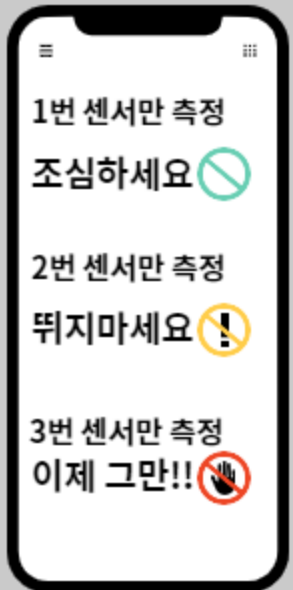 1번 센서만 측정
조심하세요
2번 센서만 측정
뛰지마세요
3번 센서만 측정
이제 그만!!